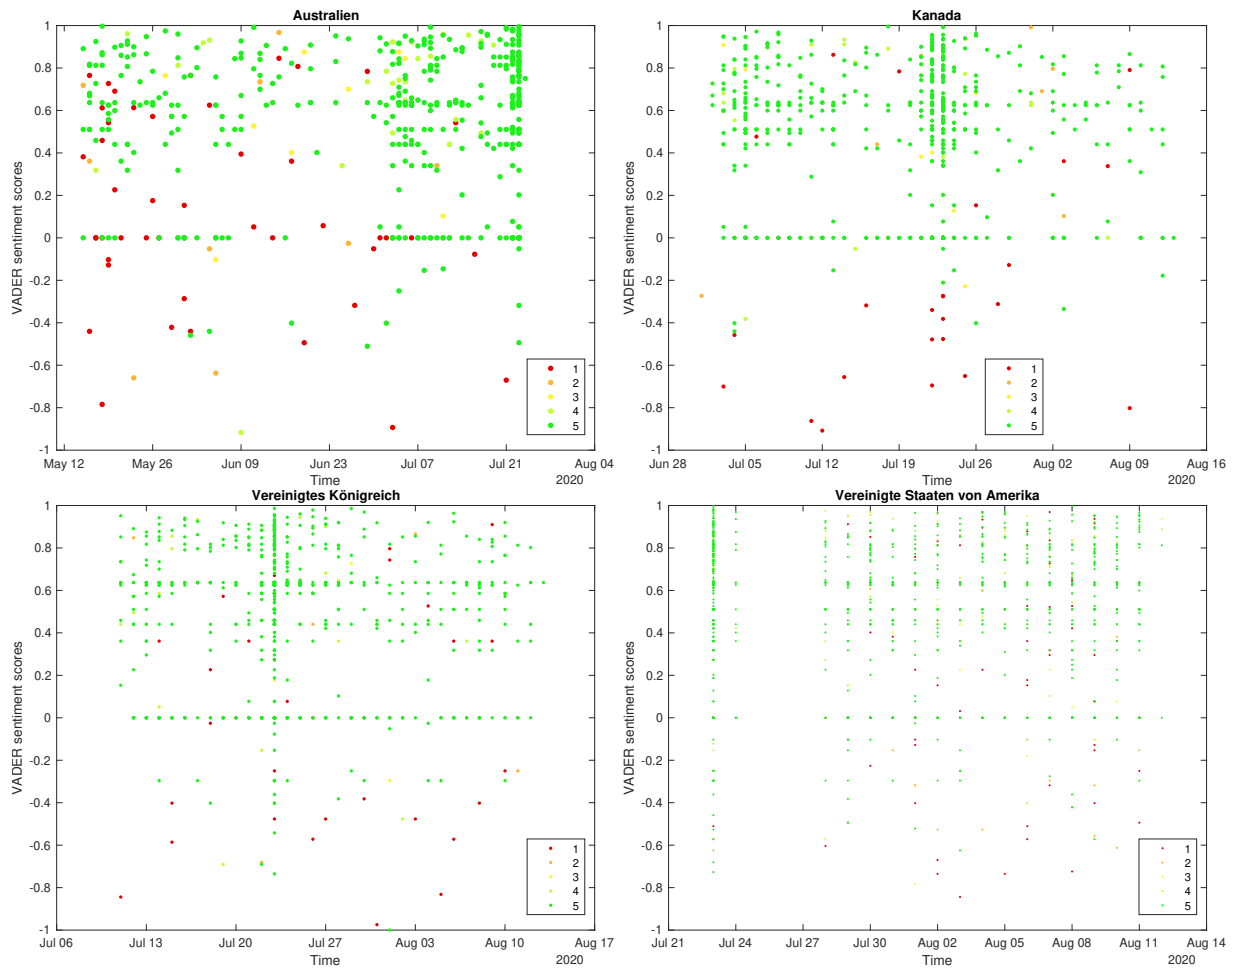 Australien
1
0.8
0.6
0.4
0.2
0
-0.2
-0.4
-0.6
-0.8
-1
VADER sentiment scores
May 12
May 26
Jun 09
Jun 23
Jul 07
Jul 21
Aug 04
Time
2020
1
2
3
4
5
Kanada
1
0.8
0.6
0.4
0.2
0
-0.2
-0.4
-0.6
-0.8
-1
VADER sentiment scores
Jun 28
Jul 05
Jul 12
Jul 19
Jul 26
Aug 02
Aug 09
Aug 16
Time
2020
1
2
3
4
5
Vereinigtes Königreich
1
0.8
0.6
0.4
0.2
0
-0.2
-0.4
-0.6
-0.8
-1
VADER sentiment scores
Jul 06
Jul 13
Jul 20
Jul 27
Aug 03
Aug 10
Aug 17
Time
2020
1
2
3
4
5
Vereinigte Staaten von Amerika
1
0.8
0.6
0.4
0.2
0
-0.2
-0.4
-0.6
-0.8
-1
VADER sentiment scores
Jul 21
Jul 24
Jul 27
Jul 30
Aug 02
Aug 05
Aug 08
Aug 11
Aug 14
Time
2020
1
2
3
4
5